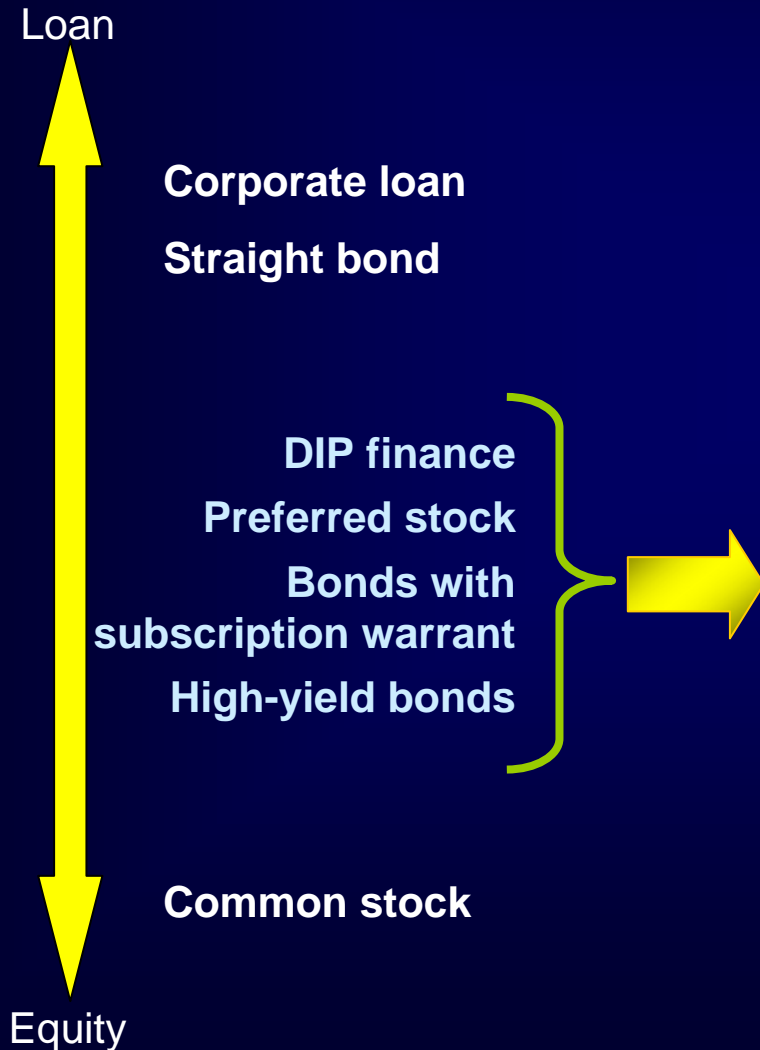 Loan
Corporate loan
Straight bond
DIP finance
Preferred stock
Bonds with
subscription warrant
High-yield bonds
Common stock
Equity